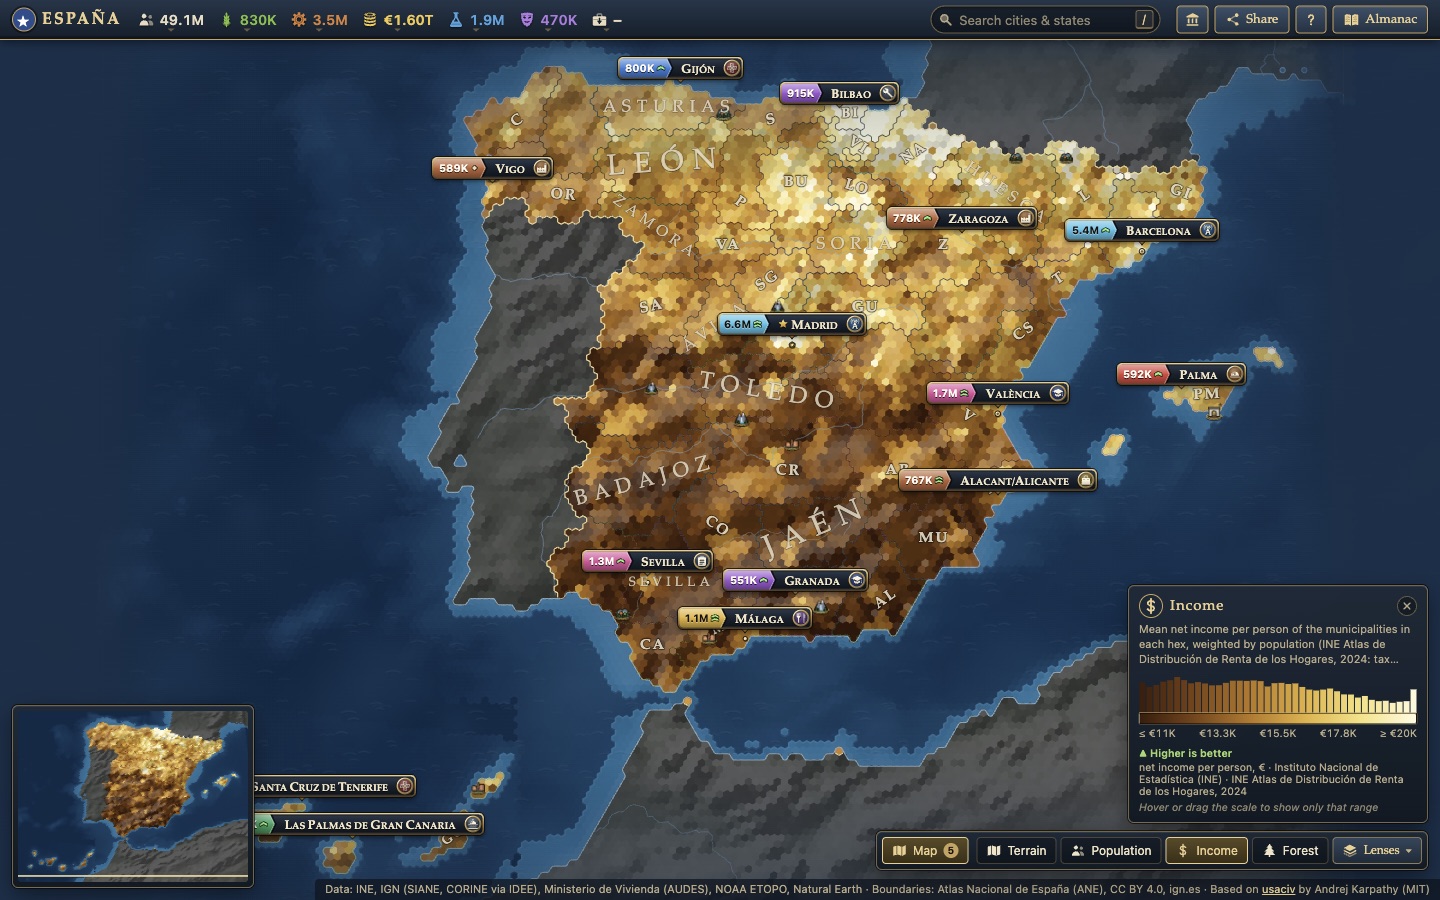 ESPAÑA 49.1M 830K 3.5M €1.60T 1.9M 470K –
Search cities & states /
Share ? Almanac
800K GIJÓN
915K BILBAO
589K VIGO
778K ZARAGOZA
5.4M BARCELONA
6.6M MADRID
592K PALMA
1.7M VALÈNCIA
767K ALACANT/ALICANTE
1.3M SEVILLA
551K GRANADA
1.1M MÁLAGA
SANTA CRUZ DE TENERIFE
LAS PALMAS DE GRAN CANARIA
C
ASTURIAS
S
BI
VI
NA
LEÓN
HUESCA
L
GI
OR
ZAMORA
P
BU
LO
VA
SORIA
Z
SA
SG
GU
T
CS
TOLEDO
V
PM
BADAJOZ
CR
CO
JAÉN
MU
SEVILLA
AL
CA
Income
Mean net income per person of the municipalities in
each hex, weighted by population (INE Atlas de
Distribución de Renta de los Hogares, 2024: tax…
≤ €11K €13.3K €15.5K €17.8K ≥ €20K
Higher is better
net income per person, € · Instituto Nacional de
Estadística (INE) · INE Atlas de Distribución de Renta
de los Hogares, 2024
Hover or drag the scale to show only that range
Map 5 Terrain Population $ Income Forest Lenses
Data: INE, IGN (SIANE, CORINE via IDEE), Ministerio de Vivienda (AUDES), NOAA ETOPO, Natural Earth · Boundaries: Atlas Nacional de España (ANE), CC BY 4.0, ign.es · Based on usaciv by Andrej Karpathy (MIT)